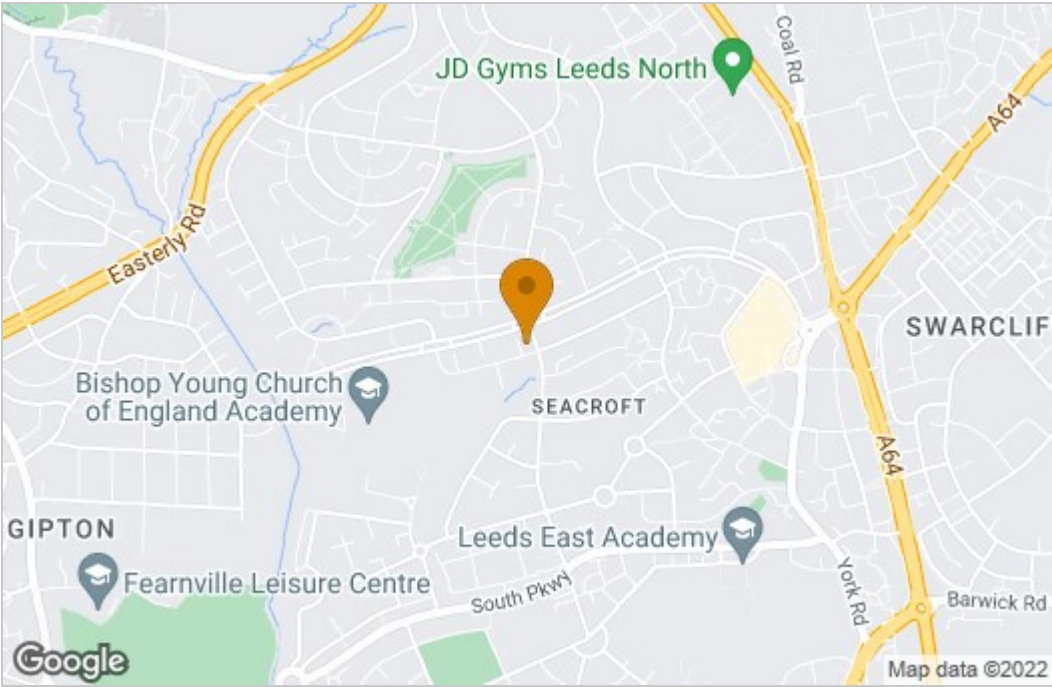 JD Gyms Leeds North
Coal Rd
A64
Easterly Rd
SWARCLIF
Bishop Young Church
of England Academy
SEACROFT
A64
GIPTON
Leeds East Academy
Fearnville Leisure Centre
South Pkwy
York Rd
Barwick Rd
Google
Map data ©2022